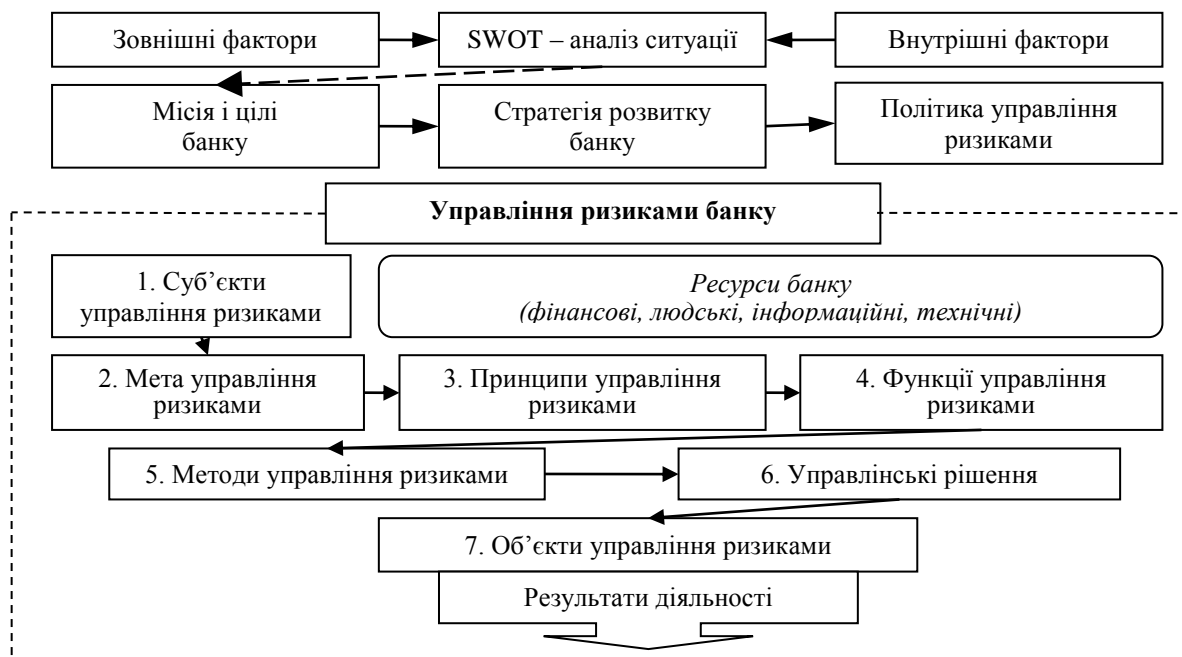 Зовнішні фактори
SWOT – аналіз ситуації
Внутрішні фактори
Місія і цілі
банку
Стратегія розвитку
банку
Політика управління
ризиками
Управління ризиками банку
1. Суб’єкти
управління ризиками
Ресурси банку
(фінансові, людські, інформаційні, технічні)
2. Мета управління
ризиками
3. Принципи управління
ризиками
4. Функції управління
ризиками
5. Методи управління ризиками
6. Управлінські рішення
7. Об’єкти управління ризиками
Результати діяльності